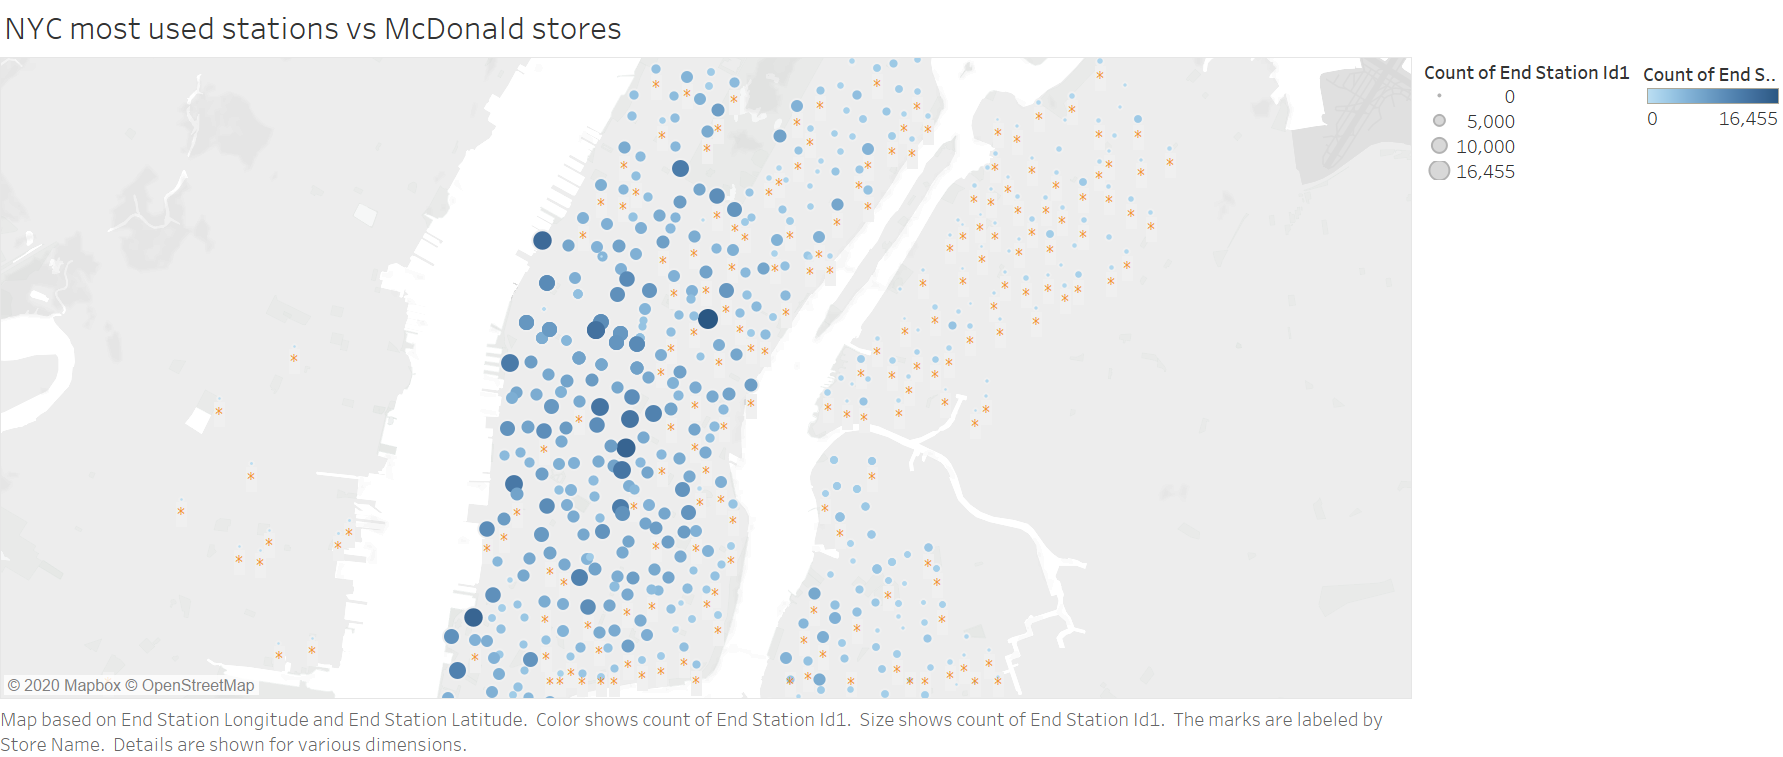 NYC most used stations vs McDonald stores
Count of End Station Id1
0
5,000
10,000
16,455
Count of End S..
0 16,455
© 2020 Mapbox © OpenStreetMap
Map based on End Station Longitude and End Station Latitude. Color shows count of End Station Id1. Size shows count of End Station Id1. The marks are labeled by
Store Name. Details are shown for various dimensions.